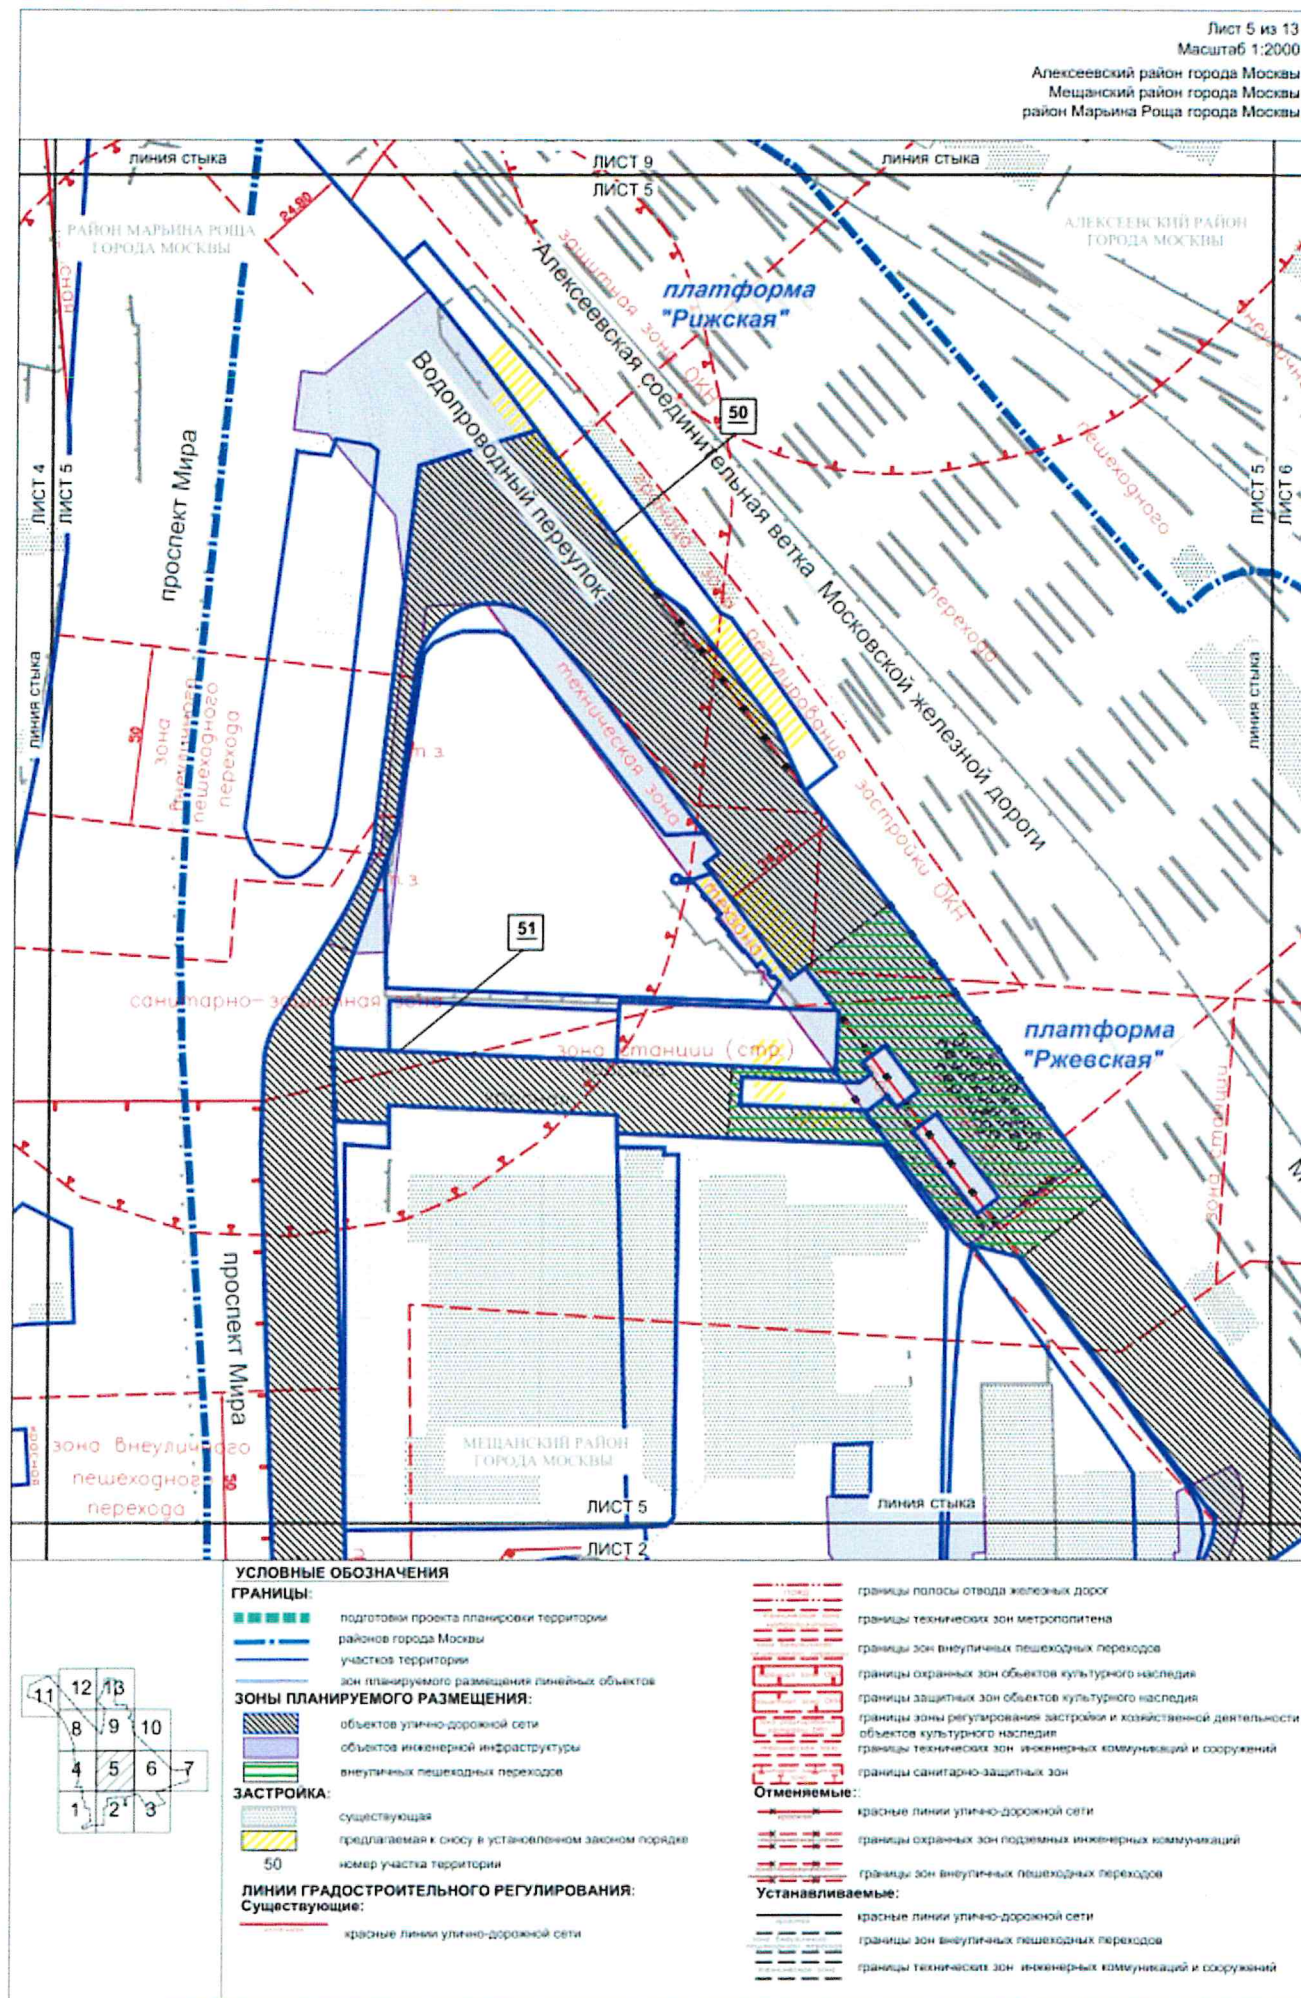 Лист 5 из 13
Масштаб 1:2000
Алексеевский район города Москвы
Мещанский район города Москвы
район Марьина Роща города Москвы
линия стыка
ЛИСТ 9
линия стыка
ЛИСТ 5
24.80
РАЙОН МАРЬИНА РОЩА
ГОРОДА МОСКВЫ
АЛЕКСЕЕВСКИЙ РАЙОН
ГОРОДА МОСКВЫ
защитная зона ОКН
платформа
"Рижская"
Алексеевская соединительная ветка Московской железной дороги
Водопроводный переулок
50
пешеходного
перехода
ЛИСТ 4
ЛИСТ 5
проспект Мира
ЛИСТ 5
ЛИСТ 6
линия стыка
линия стыка
регулирования застройки ОКН
техническая зона
50
зона
внеуличного
пешеходного
перехода
т.з
т.з
техзона
51
санитарно-защитная зона
зона станции (стр.)
платформа
"Ржевская"
зона станции
проспект Мира
МЕЩАНСКИЙ РАЙОН
ГОРОДА МОСКВЫ
зона внеуличного
пешеходного
перехода
50
ЛИСТ 5
линия стыка
ЛИСТ 2
УСЛОВНЫЕ ОБОЗНАЧЕНИЯ
ГРАНИЦЫ:
подготовки проекта планировки территории
районов города Москвы
участков территории
зон планируемого размещения линейных объектов
ЗОНЫ ПЛАНИРУЕМОГО РАЗМЕЩЕНИЯ:
объектов улично-дорожной сети
объектов инженерной инфраструктуры
внеуличных пешеходных переходов
ЗАСТРОЙКА:
существующая
предлагаемая к сносу в установленном законом порядке
50
номер участка территории
ЛИНИИ ГРАДОСТРОИТЕЛЬНОГО РЕГУЛИРОВАНИЯ:
Существующие:
красные линии улично-дорожной сети
границы полосы отвода железных дорог
границы технических зон метрополитена
границы зон внеуличных пешеходных переходов
границы охранных зон объектов культурного наследия
границы защитных зон объектов культурного наследия
границы зоны регулирования застройки и хозяйственной деятельности
объектов культурного наследия
границы технических зон инженерных коммуникаций и сооружений
границы санитарно-защитных зон
Отменяемые:
красные линии улично-дорожной сети
границы охранных зон подземных инженерных коммуникаций
границы зон внеуличных пешеходных переходов
Устанавливаемые:
красные линии улично-дорожной сети
границы зон внеуличных пешеходных переходов
границы технических зон инженерных коммуникаций и сооружений
11
12
13
8
9
10
4
5
6
7
1
2
3